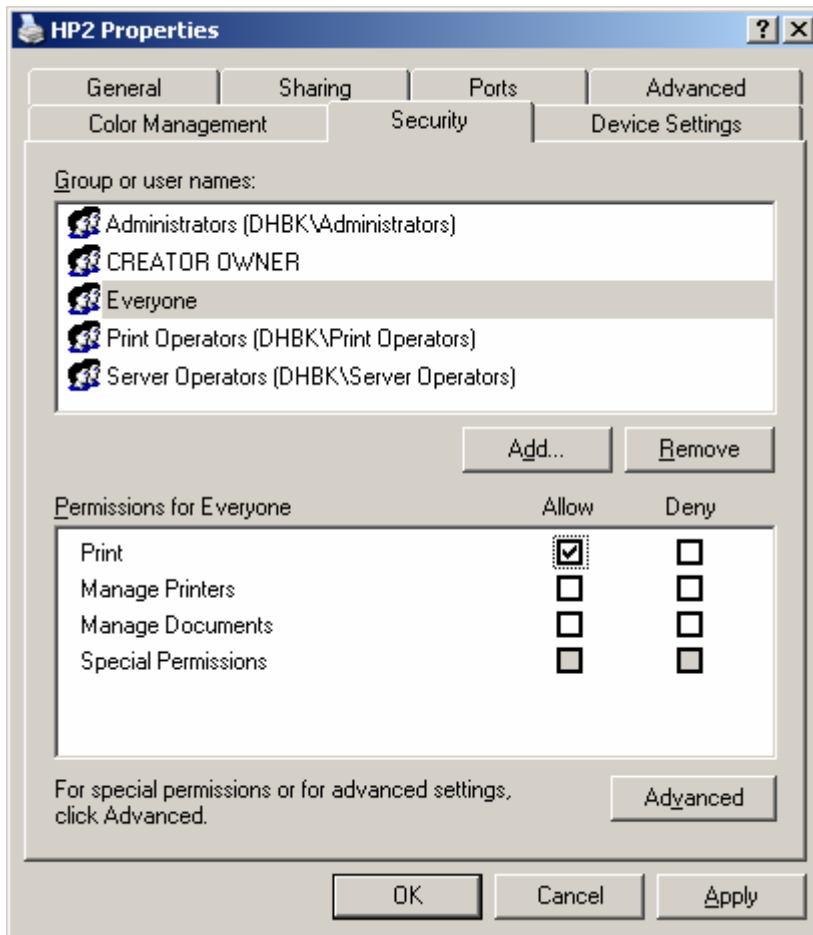 HP2 Properties
General Sharing Ports Advanced
Color Management Security Device Settings
Group or user names:
Administrators (DHBK\Administrators)
CREATOR OWNER
Everyone
Print Operators (DHBK\Print Operators)
Server Operators (DHBK\Server Operators)
Add... Remove
Permissions for Everyone Allow Deny
Print
Manage Printers
Manage Documents
Special Permissions
For special permissions or for advanced settings,
click Advanced.
Advanced
OK Cancel Apply